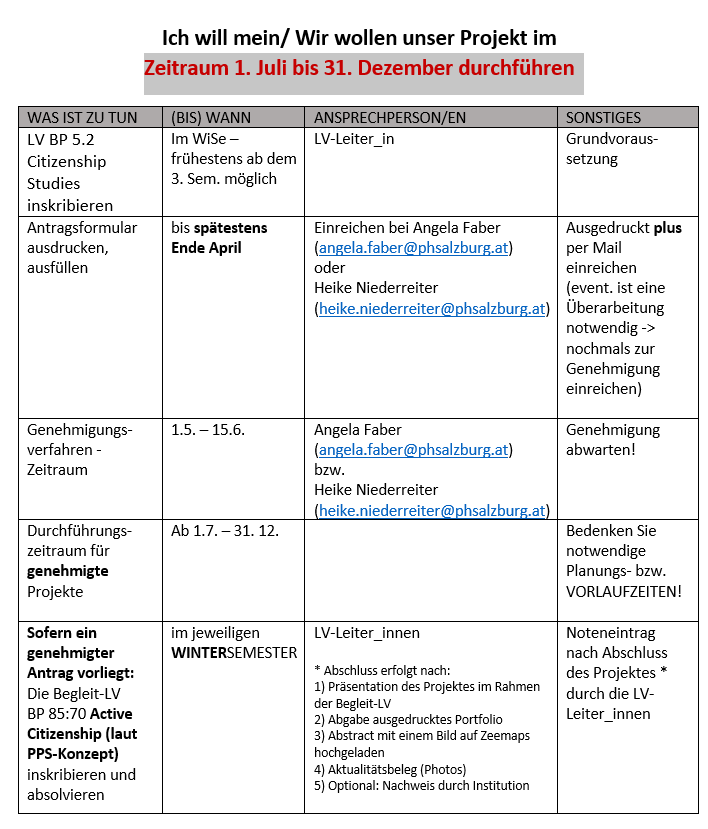 Ich will mein/ Wir wollen unser Projekt im
Zeitraum 1. Juli bis 31. Dezember durchführen
WAS IST ZU TUN
(BIS) WANN
ANSPRECHPERSON/EN
SONSTIGES
LV BP 5.2
Citizenship
Studies
inskribieren
Im WiSe –
frühestens ab dem
3. Sem. möglich
LV-Leiter_in
Grundvoraus-
setzung
Antragsformular
ausdrucken,
ausfüllen
bis spätestens
Ende April
Einreichen bei Angela Faber
(angela.faber@phsalzburg.at)
oder
Heike Niederreiter
(heike.niederreiter@phsalzburg.at)
Ausgedruckt plus
per Mail
einreichen
(event. ist eine
Überarbeitung
notwendig ->
nochmals zur
Genehmigung
einreichen)
Genehmigungs-
verfahren -
Zeitraum
1.5. – 15.6.
Angela Faber
(angela.faber@phsalzburg.at)
bzw.
Heike Niederreiter
(heike.niederreiter@phsalzburg.at)
Genehmigung
abwarten!
Durchführungs-
zeitraum für
genehmigte
Projekte
Ab 1.7. – 31. 12.
Bedenken Sie
notwendige
Planungs- bzw.
VORLAUFZEITEN!
Sofern ein
genehmigter
Antrag vorliegt:
Die Begleit-LV
BP 85:70 Active
Citizenship (laut
PPS-Konzept)
inskribieren und
absolvieren
im jeweiligen
WINTERSEMESTER
LV-Leiter_innen
* Abschluss erfolgt nach:
1) Präsentation des Projektes im Rahmen
der Begleit-LV
2) Abgabe ausgedrucktes Portfolio
3) Abstract mit einem Bild auf Zeemaps
hochgeladen
4) Aktualitätsbeleg (Photos)
5) Optional: Nachweis durch Institution
Noteneintrag
nach Abschluss
des Projektes *
durch die LV-
Leiter_innen